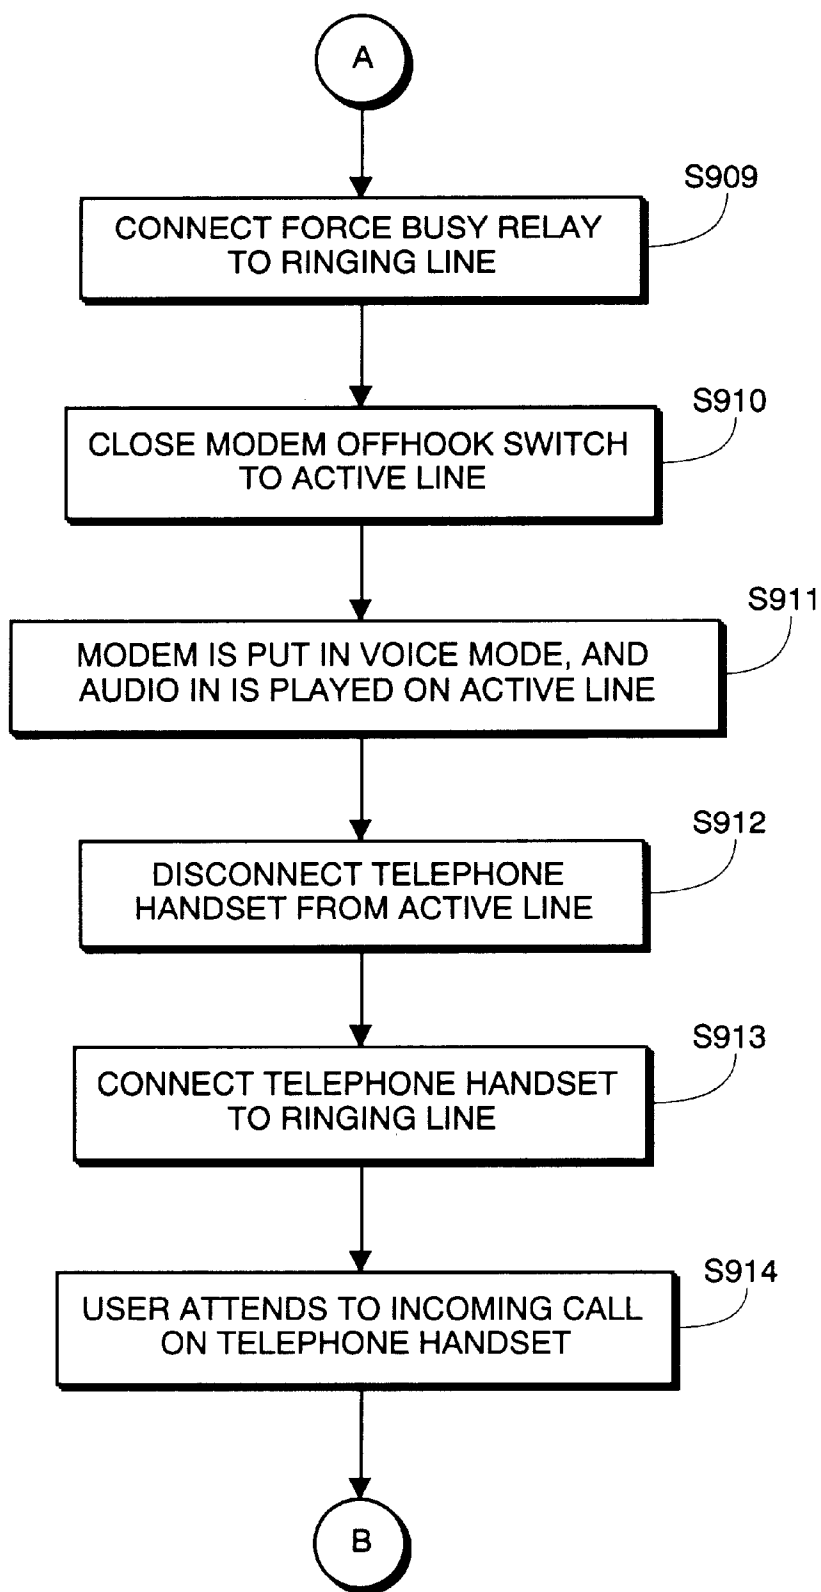 A
S909
CONNECT FORCE BUSY RELAY
TO RINGING LINE
S910
CLOSE MODEM OFFHOOK SWITCH
TO ACTIVE LINE
S911
MODEM IS PUT IN VOICE MODE, AND
AUDIO IN IS PLAYED ON ACTIVE LINE
S912
DISCONNECT TELEPHONE
HANDSET FROM ACTIVE LINE
S913
CONNECT TELEPHONE HANDSET
TO RINGING LINE
S914
USER ATTENDS TO INCOMING CALL
ON TELEPHONE HANDSET
B